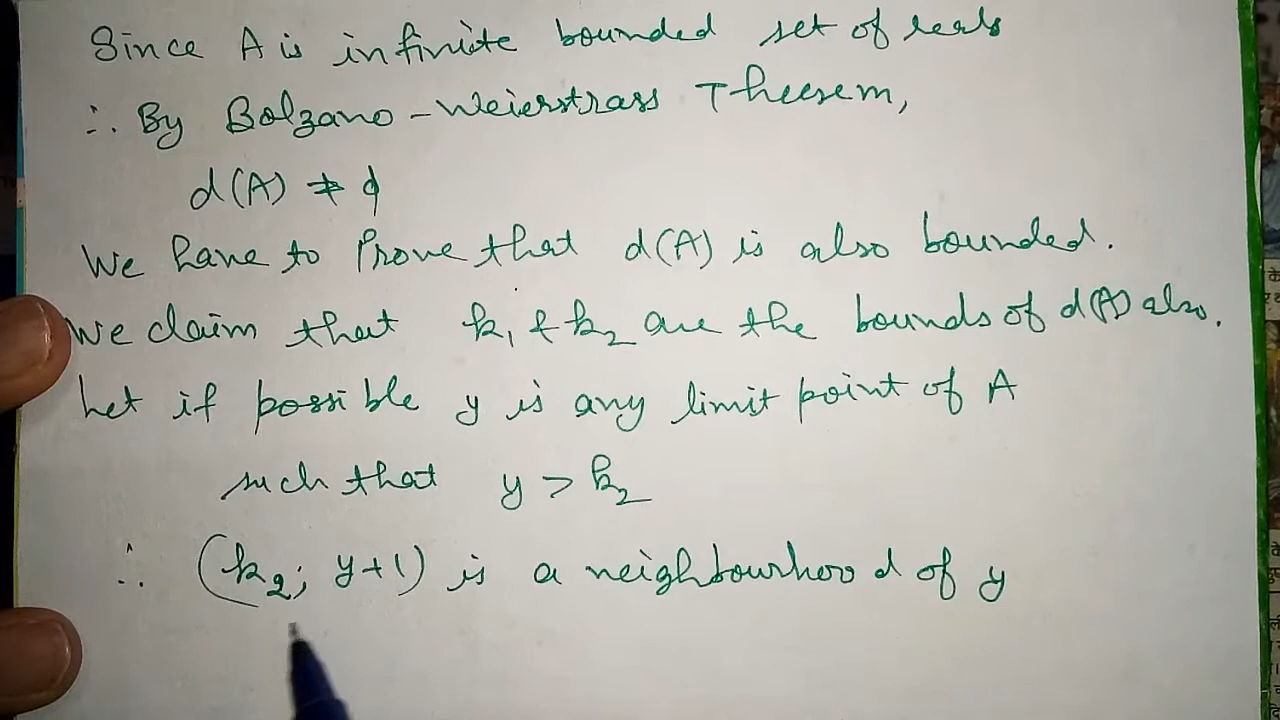 Since A is infinite bounded set of reals
∴ By Bolzano-Weierstrass Theorem,
d(A) ≠ ϕ
We have to Prove that d(A) is also bounded.
We claim that k₁ & k₂ are the bounds of d(A) also.
Let if possible y is any limit point of A
such that y > k₂
∴ (k₂; y+1) is a neighbourhood of y